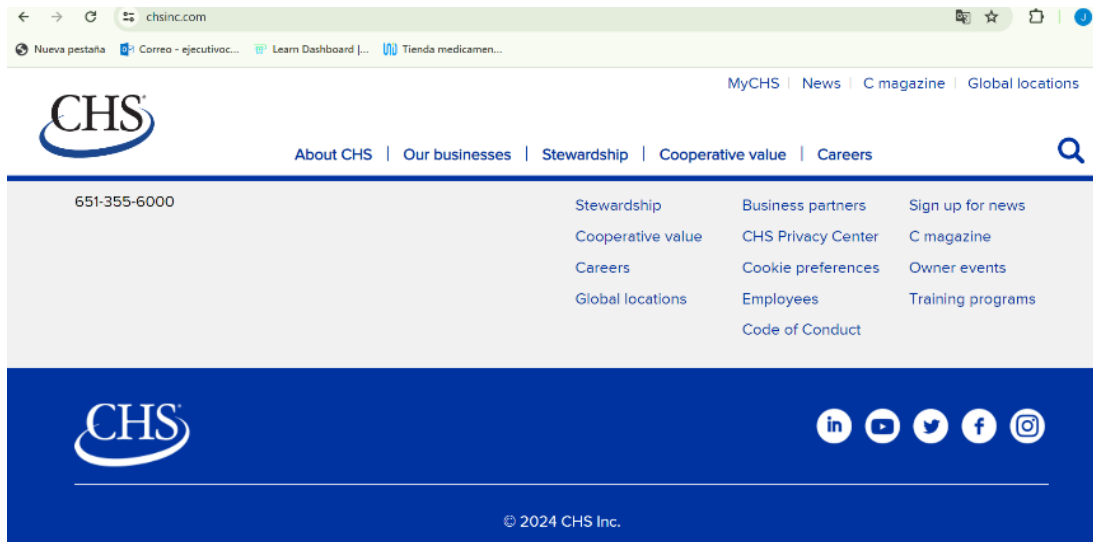 chsinc.com
Nueva pestaña Correo - ejecutivoc... Learn Dashboard |... Tienda medicamen...
MyCHS | News | C magazine | Global locations
CHS
About CHS | Our businesses | Stewardship | Cooperative value | Careers
651-355-6000
Stewardship Business partners Sign up for news
Cooperative value CHS Privacy Center C magazine
Careers Cookie preferences Owner events
Global locations Employees Training programs
Code of Conduct
CHS
© 2024 CHS Inc.